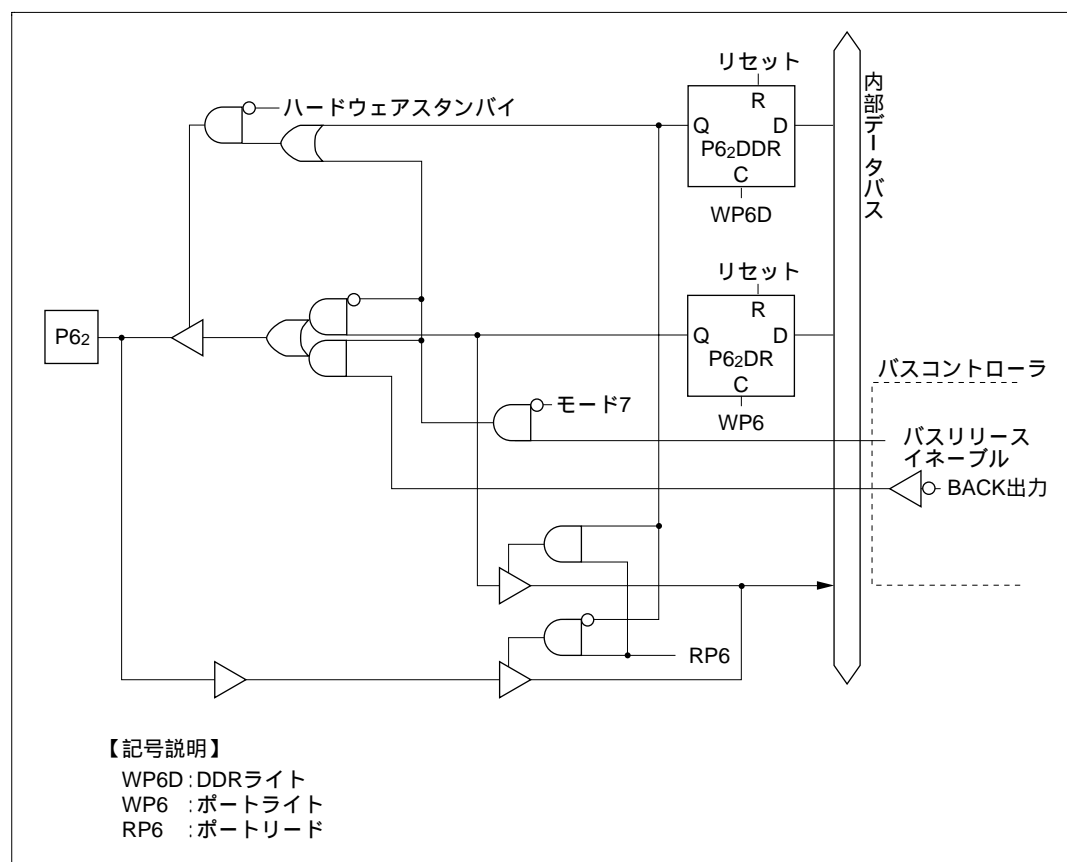 リセット
R
Q
D
P62DDR
C
WP6D
ハードウェアスタンバイ
内部データバス
リセット
R
Q
D
P62DR
C
WP6
P62
モード7
バスコントローラ
バスリリース
イネーブル
BACK出力
RP6
【記号説明】
WP6D:DDRライト
WP6 :ポートライト
RP6 :ポートリード